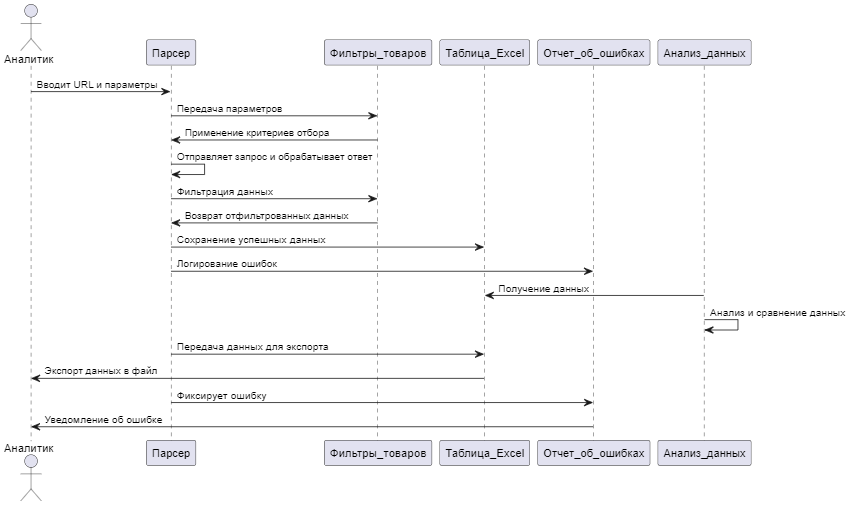 Аналитик
Парсер
Фильтры_товаров
Таблица_Excel
Отчет_об_ошибках
Анализ_данных
Вводит URL и параметры
Передача параметров
Применение критериев отбора
Отправляет запрос и обрабатывает ответ
Фильтрация данных
Возврат отфильтрованных данных
Сохранение успешных данных
Логирование ошибок
Получение данных
Анализ и сравнение данных
Передача данных для экспорта
Экспорт данных в файл
Фиксирует ошибку
Уведомление об ошибке
Аналитик
Парсер
Фильтры_товаров
Таблица_Excel
Отчет_об_ошибках
Анализ_данных